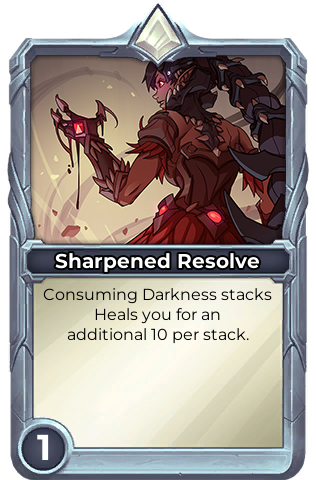 Sharpened Resolve
Consuming Darkness stacks
Heals you for an
additional 10 per stack.
1